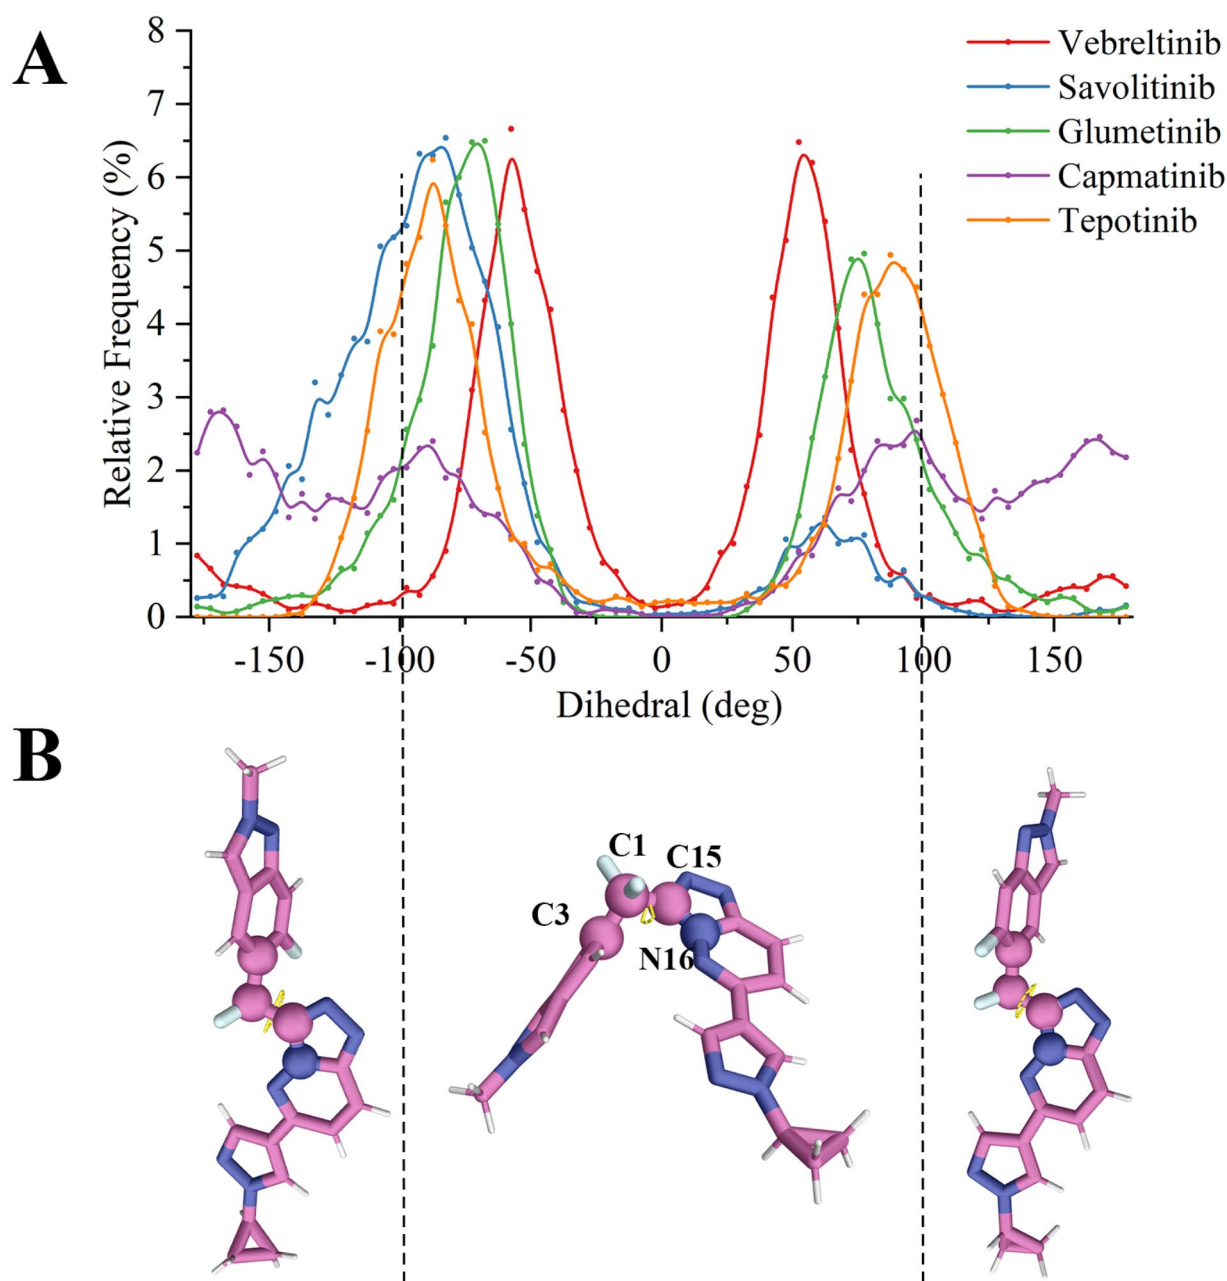 A
Relative Frequency (%)
8
7
6
5
4
3
2
1
0
Vebreltinib
Savolitinib
Glumetinib
Capmatinib
Tepotinib
-150 -100 -50 0 50 100 150
Dihedral (deg)
B
C1
C15
C3
N16